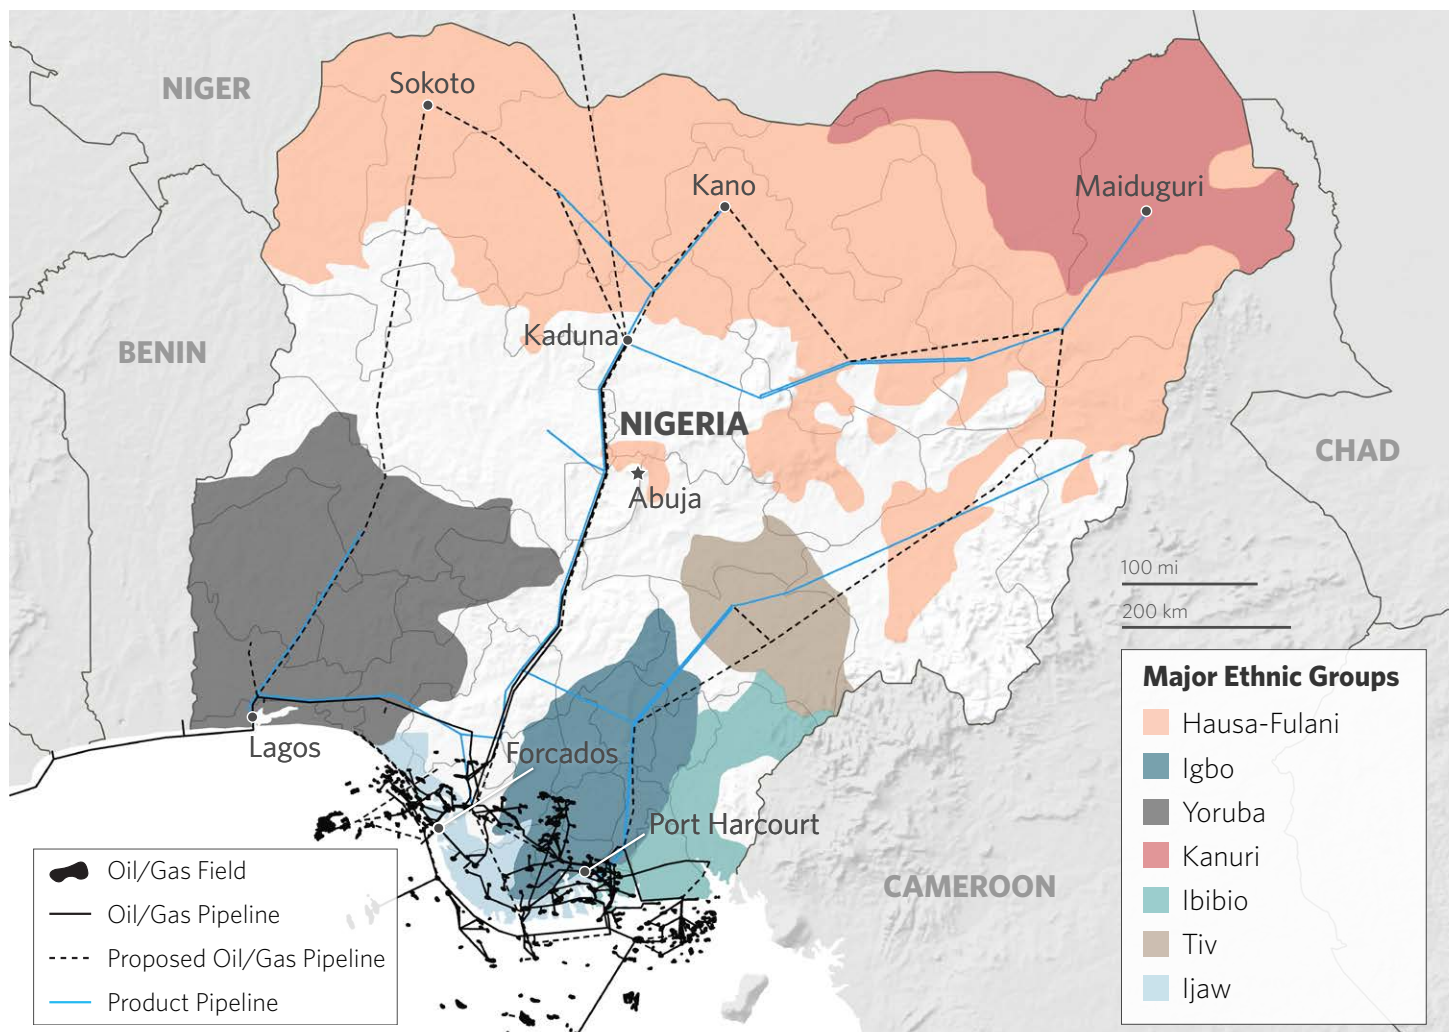 NIGER
Sokoto
Kano
Maiduguri
BENIN
Kaduna
NIGERIA
Abuja
CHAD
100 mi
200 km
Lagos
Forcados
Port Harcourt
CAMEROON
Major Ethnic Groups
Hausa-Fulani
Igbo
Yoruba
Kanuri
Ibibio
Tiv
Ijaw
Oil/Gas Field
Oil/Gas Pipeline
Proposed Oil/Gas Pipeline
Product Pipeline